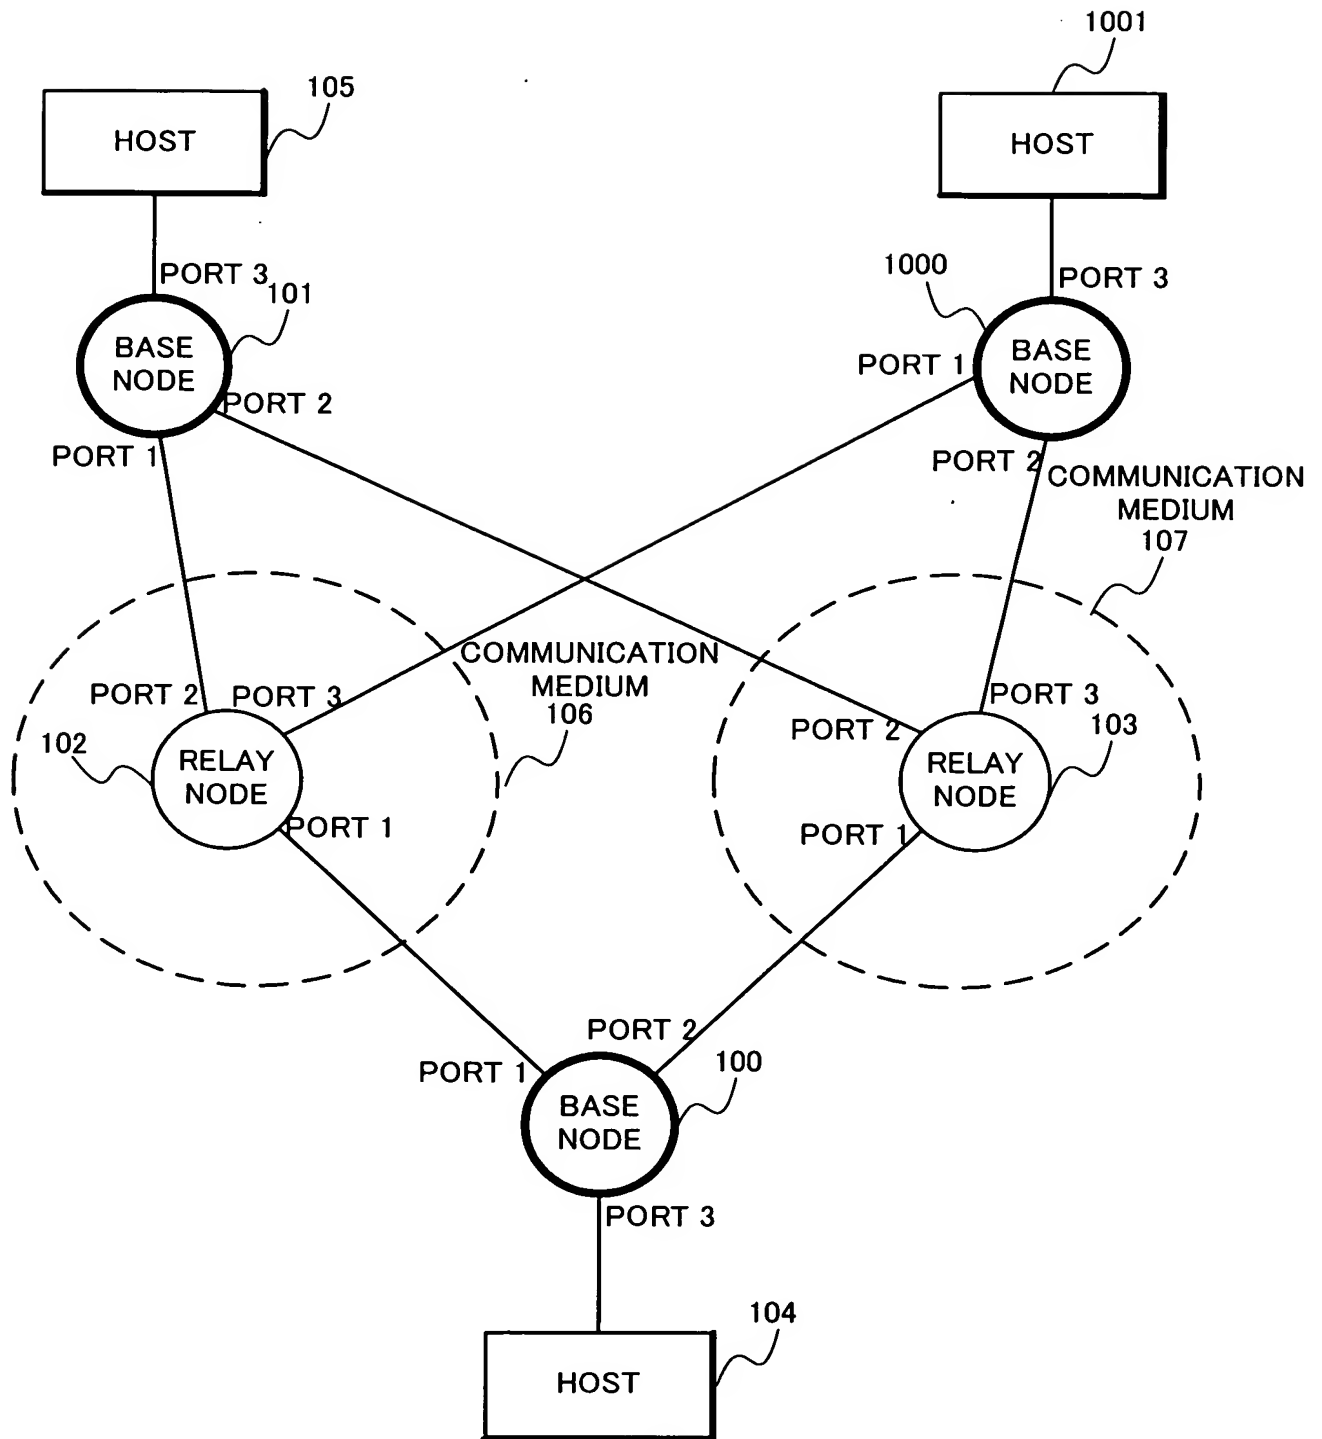 1001
105
HOST
HOST
PORT 3
101
1000
PORT 3
BASE
NODE
BASE
NODE
PORT 1
PORT 2
PORT 1
PORT 2
COMMUNICATION
MEDIUM
107
COMMUNICATION
MEDIUM
106
PORT 2
PORT 3
PORT 3
PORT 2
103
102
RELAY
NODE
RELAY
NODE
PORT 1
PORT 1
PORT 2
PORT 1
100
BASE
NODE
PORT 3
104
HOST